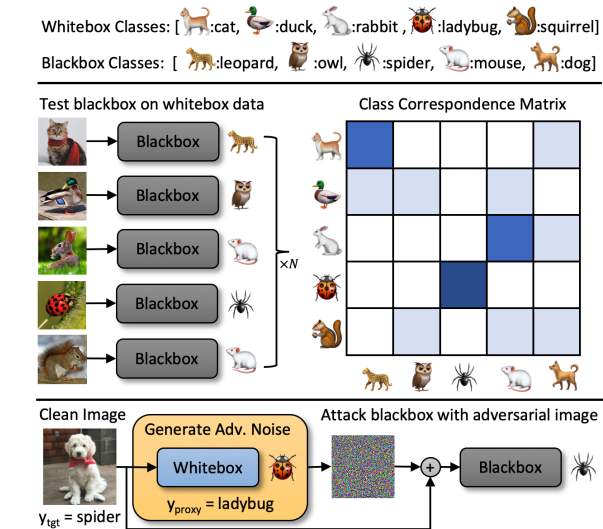 Whitebox Classes: [ :cat, :duck, :rabbit , :ladybug, :squirrel]
Blackbox Classes: [ :leopard, :owl, :spider, :mouse, :dog]
Test blackbox on whitebox data
Class Correspondence Matrix
Blackbox
Blackbox
Blackbox
×N
Blackbox
Blackbox
Clean Image
Attack blackbox with adversarial image
Generate Adv. Noise
Whitebox
+
Blackbox
y_proxy = ladybug
y_tgt = spider